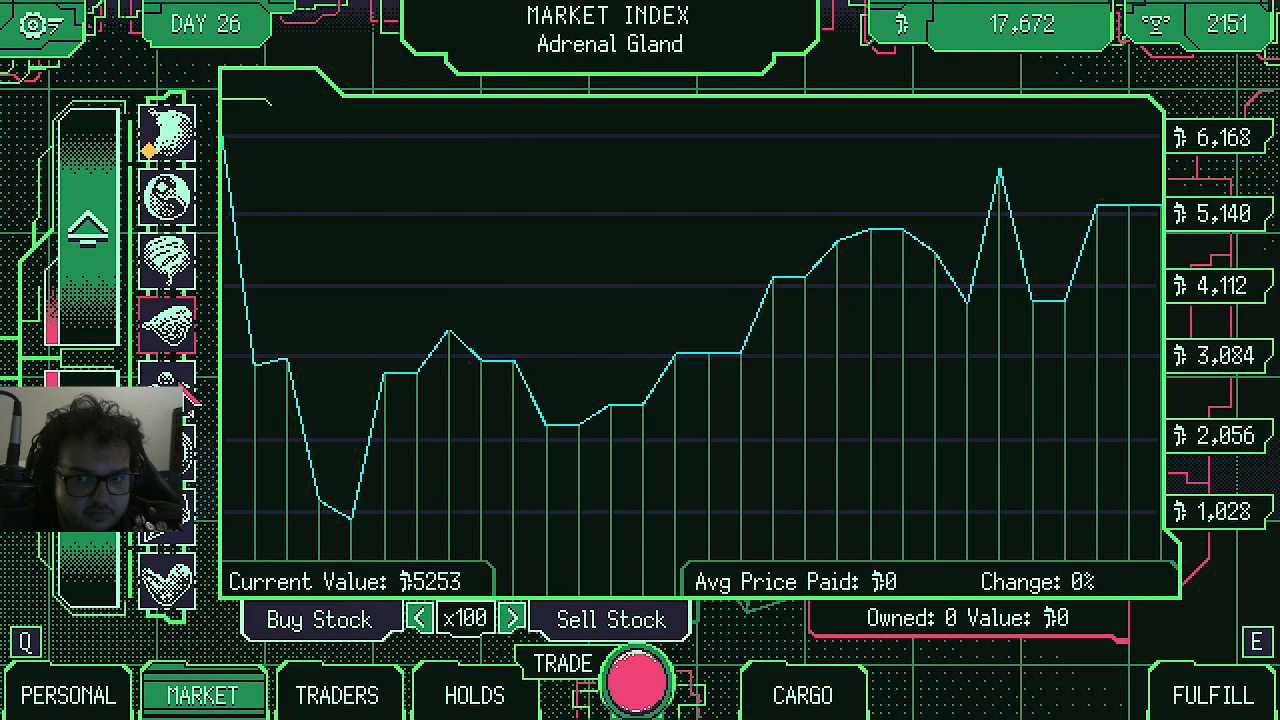 DAY 26
MARKET INDEX
Adrenal Gland
17,672
2151
6,168
5,140
4,112
3,084
2,056
1,028
Current Value: 5253
Avg Price Paid: 0
Change: 0%
Buy Stock
x100
Sell Stock
Owned: 0 Value: 0
Q
E
TRADE
PERSONAL
MARKET
TRADERS
HOLDS
CARGO
FULFILL